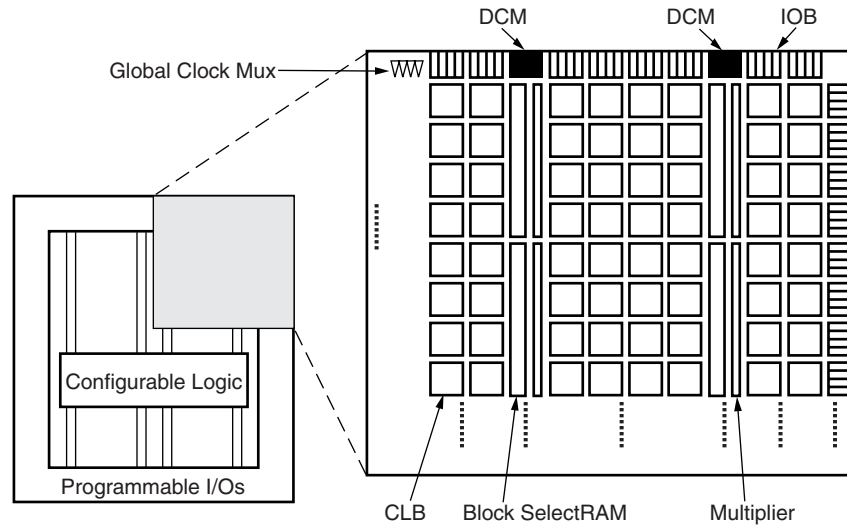 DCM
DCM
IOB
Global Clock Mux
Configurable Logic
Programmable I/Os
CLB
Block SelectRAM
Multiplier